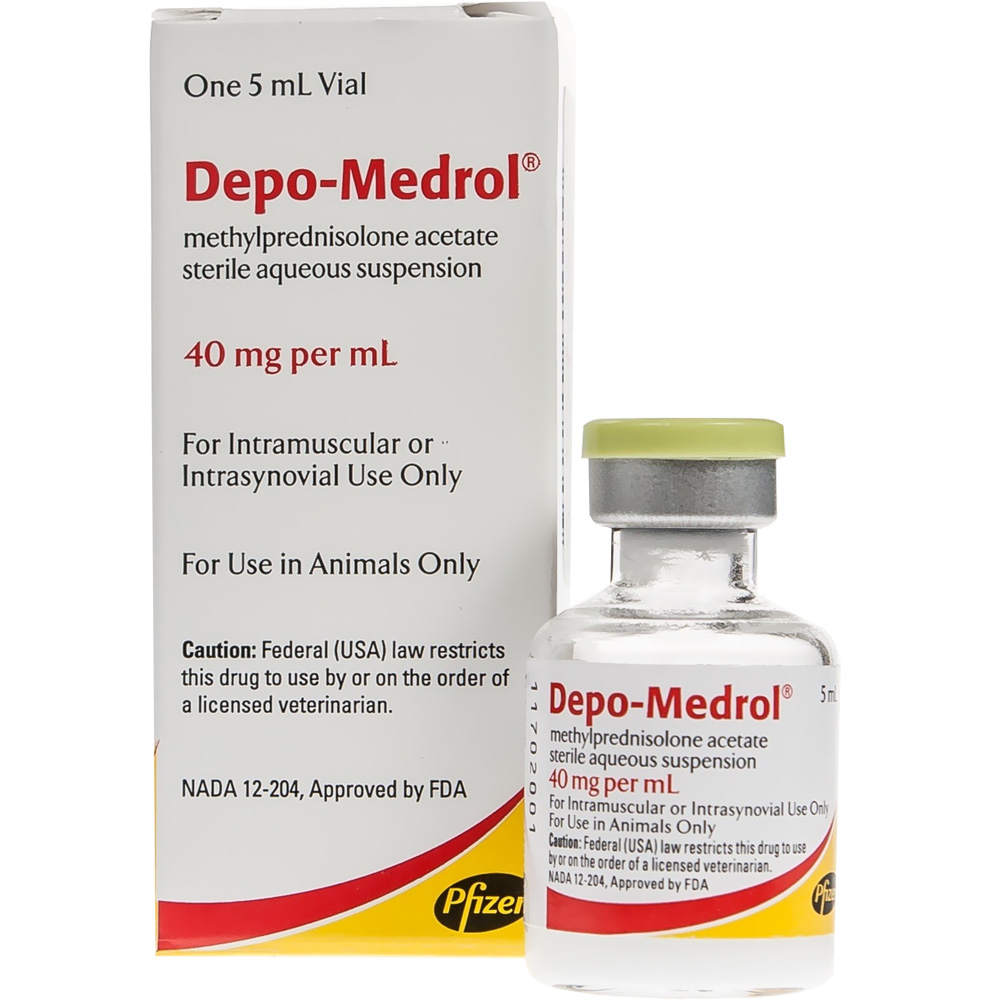 One 5 mL Vial
Depo-Medrol®
methylprednisolone acetate
sterile aqueous suspension
40 mg per mL
For Intramuscular or
Intrasynovial Use Only
For Use in Animals Only
Caution: Federal (USA) law restricts
this drug to use by or on the order of
a licensed veterinarian.
NADA 12-204, Approved by FDA
Pfizer
11702001
Depo-Medrol® 5 mL
methylprednisolone acetate
sterile aqueous suspension
40 mg per mL
For Intramuscular or Intrasynovial Use Only
For Use in Animals Only
Caution: Federal (USA) law restricts this drug to use
by or on the order of a licensed veterinarian.
NADA 12-204, Approved by FDA
Pfizer